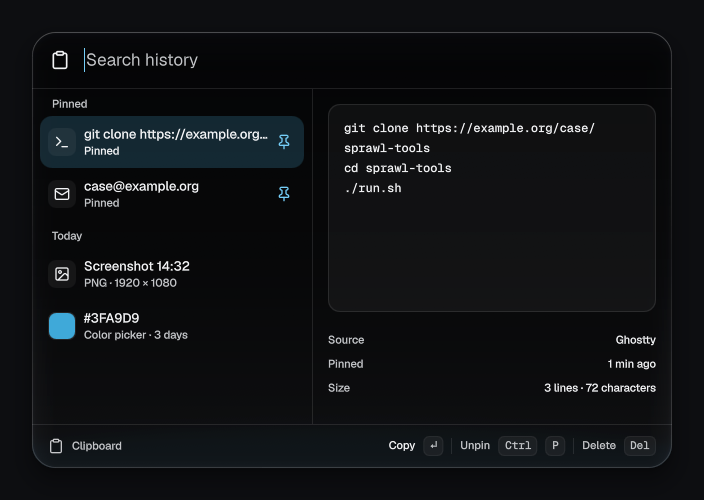 Search history
Pinned
git clone https://example.org...
Pinned
case@example.org
Pinned
Today
Screenshot 14:32
PNG · 1920 × 1080
#3FA9D9
Color picker · 3 days
git clone https://example.org/case/
sprawl-tools
cd sprawl-tools
./run.sh
Source Ghostty
Pinned 1 min ago
Size 3 lines · 72 characters
Clipboard
Copy ↵ Unpin Ctrl P Delete Del